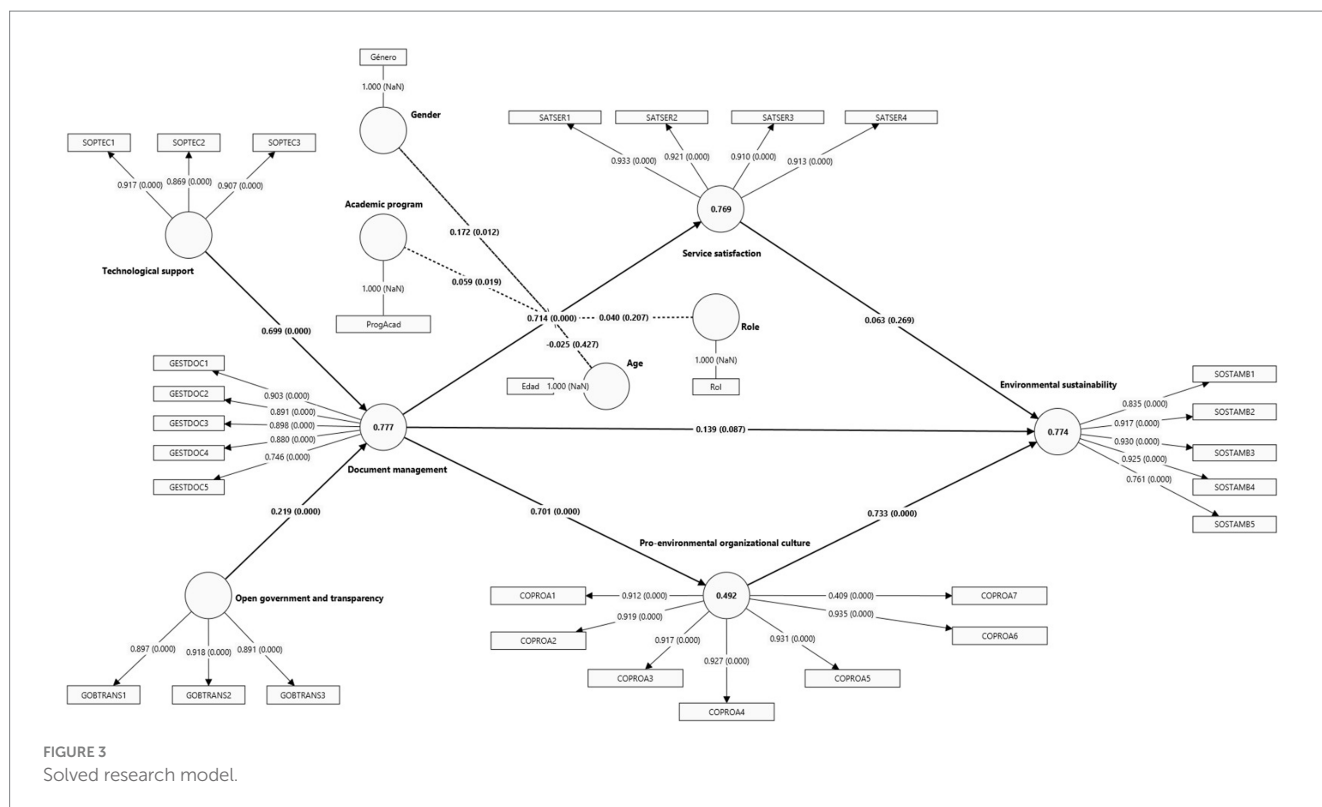 Género
1.000 (NaN)
Gender
SOPTEC1
SOPTEC2
SOPTEC3
0.917 (0.000)
0.869 (0.000)
0.907 (0.000)
Technological support
Academic program
1.000 (NaN)
ProgAcad
0.172 (0.012)
0.059 (0.019)
SATSER1
SATSER2
SATSER3
SATSER4
0.933 (0.000)
0.921 (0.000)
0.910 (0.000)
0.913 (0.000)
0.769
Service satisfaction
0.714 (0.000)
0.040 (0.207)
-0.025 (0.427)
Role
1.000 (NaN)
Rol
Age
Edad
1.000 (NaN)
0.699 (0.000)
0.063 (0.269)
GESTDOC1
GESTDOC2
GESTDOC3
GESTDOC4
GESTDOC5
0.903 (0.000)
0.891 (0.000)
0.898 (0.000)
0.880 (0.000)
0.746 (0.000)
0.777
Document management
0.139 (0.087)
Environmental sustainability
0.774
0.835 (0.000)
0.917 (0.000)
0.930 (0.000)
0.925 (0.000)
0.761 (0.000)
SOSTAMB1
SOSTAMB2
SOSTAMB3
SOSTAMB4
SOSTAMB5
0.219 (0.000)
0.701 (0.000)
0.733 (0.000)
Pro-environmental organizational culture
0.492
Open government and transparency
0.897 (0.000)
0.918 (0.000)
0.891 (0.000)
GOBTRANS1
GOBTRANS2
GOBTRANS3
COPROA1
COPROA2
COPROA3
COPROA4
COPROA5
COPROA6
COPROA7
0.912 (0.000)
0.919 (0.000)
0.917 (0.000)
0.927 (0.000)
0.931 (0.000)
0.935 (0.000)
0.409 (0.000)
FIGURE 3
Solved research model.